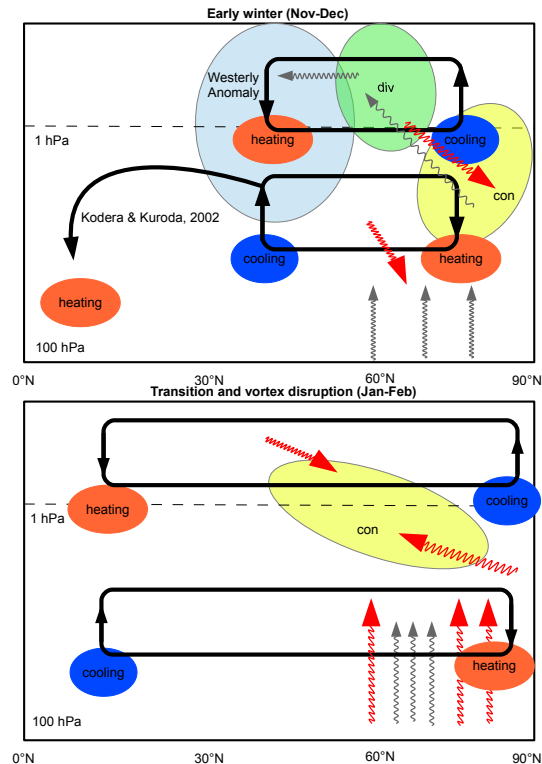 Early winter (Nov-Dec)
Westerly
Anomaly
div
1 hPa
heating
cooling
con
Kodera & Kuroda, 2002
cooling
heating
heating
100 hPa
0°N
30°N
60°N
90°N
Transition and vortex disruption (Jan-Feb)
heating
cooling
1 hPa
con
cooling
heating
100 hPa
0°N
30°N
60°N
90°N